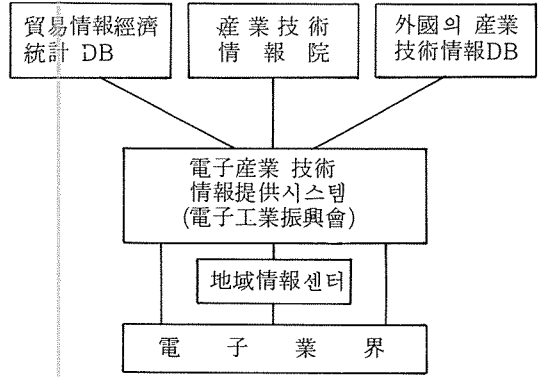 貿易情報經濟
統計 DB
産業技術
情報院
外國의 産業
技術情報DB
電子産業 技術
情報提供시스템
(電子工業振興會)
地域情報센터
電子業界